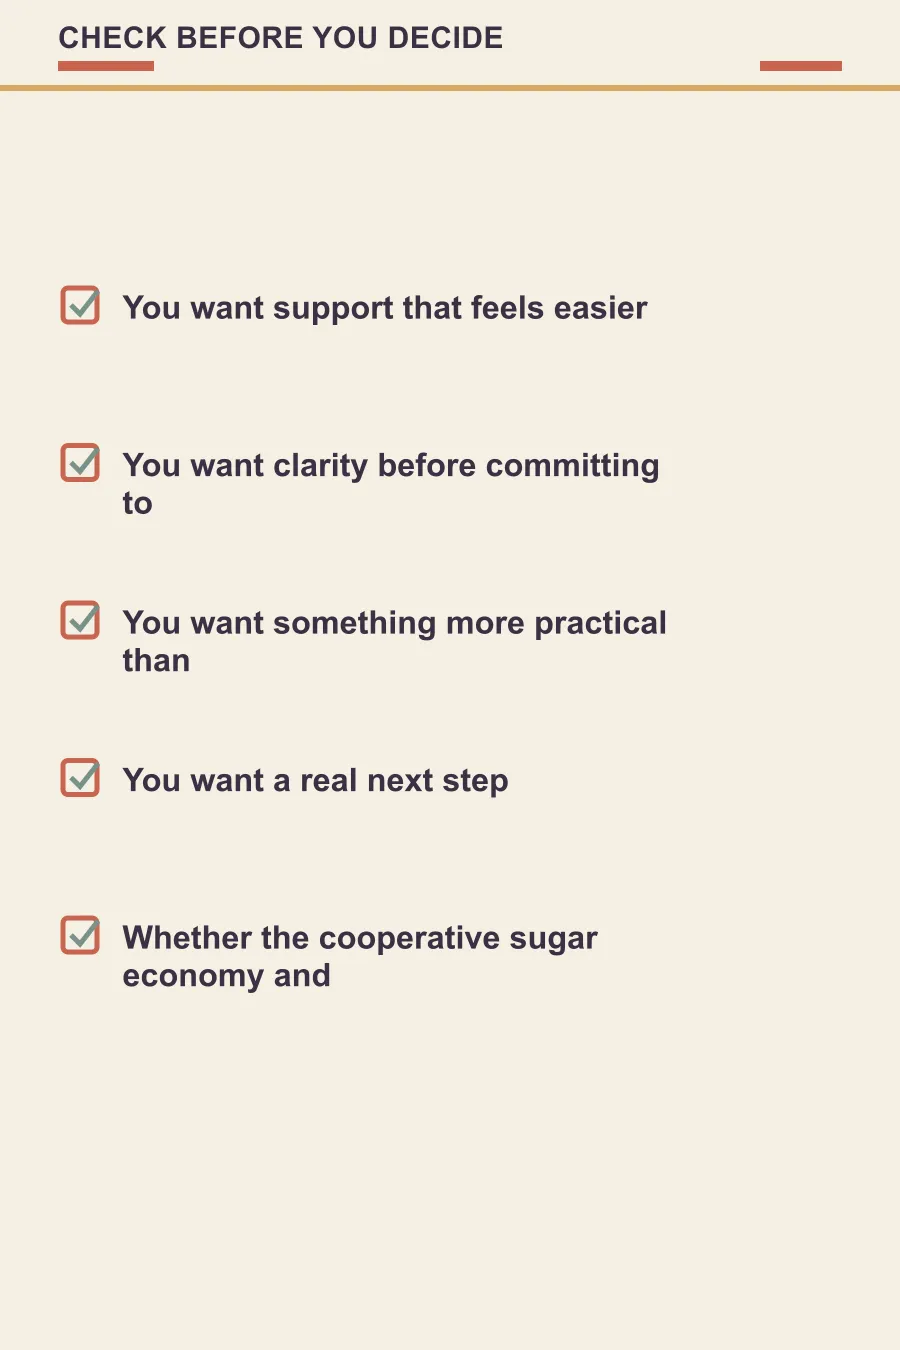 CHECK BEFORE YOU DECIDE
You want support that feels easier
You want clarity before committing
to
You want something more practical
than
You want a real next step
Whether the cooperative sugar
economy and